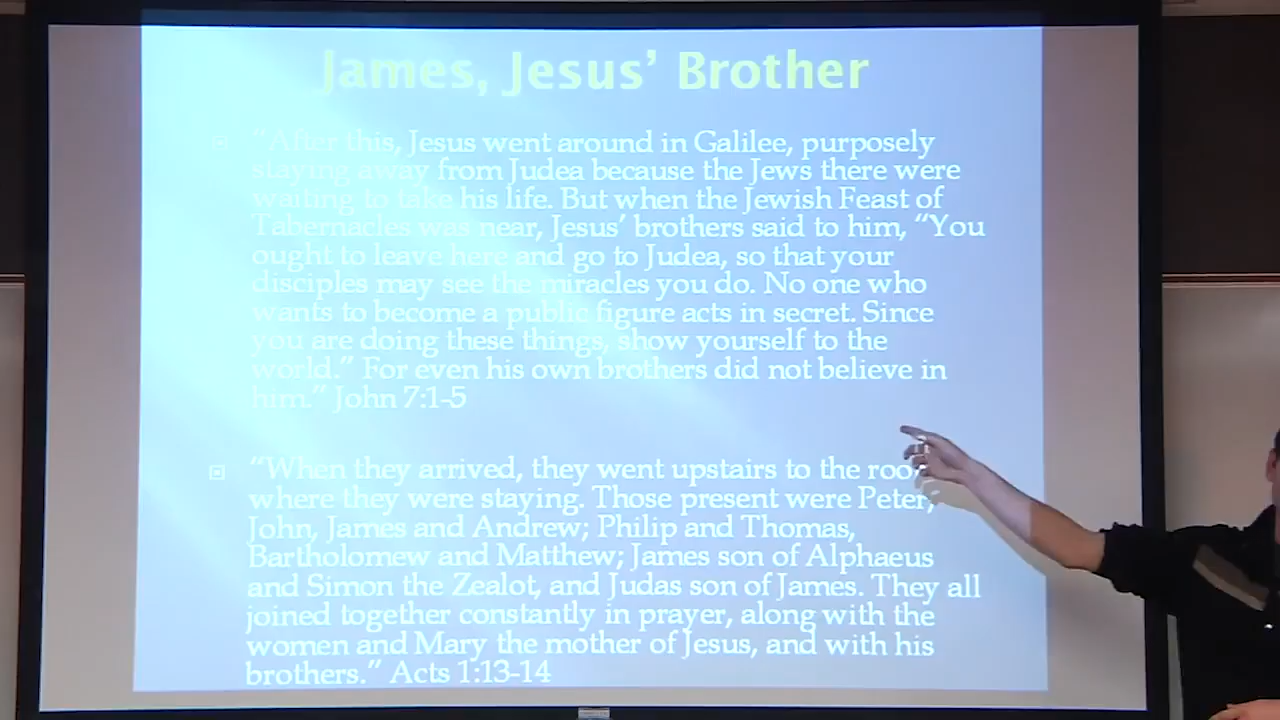 James, Jesus’ Brother
“After this, Jesus went around in Galilee, purposely
staying away from Judea because the Jews there were
waiting to take his life. But when the Jewish Feast of
Tabernacles was near, Jesus’ brothers said to him, “You
ought to leave here and go to Judea, so that your
disciples may see the miracles you do. No one who
wants to become a public figure acts in secret. Since
you are doing these things, show yourself to the
world.” For even his own brothers did not believe in
him.” John 7:1-5
“When they arrived, they went upstairs to the roo
where they were staying. Those present were Peter,
John, James and Andrew; Philip and Thomas,
Bartholomew and Matthew; James son of Alphaeus
and Simon the Zealot, and Judas son of James. They all
joined together constantly in prayer, along with the
women and Mary the mother of Jesus, and with his
brothers.” Acts 1:13-14